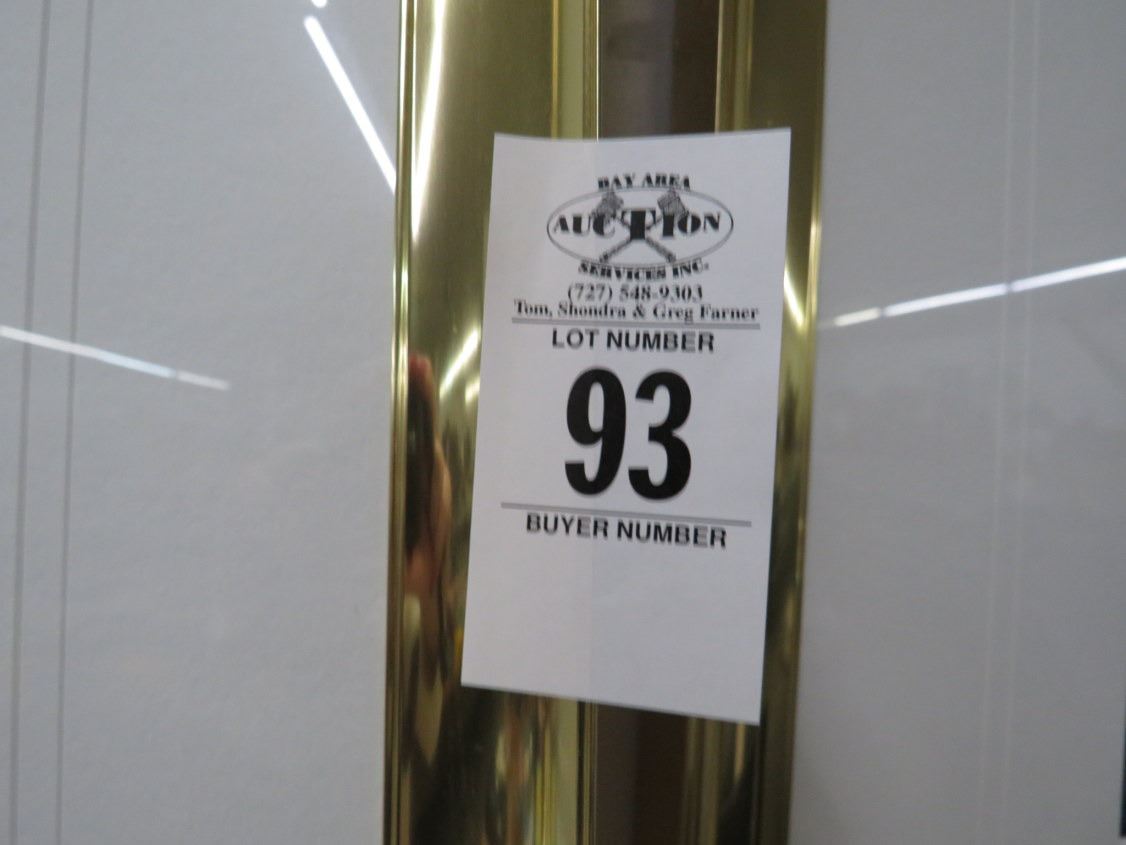 BAY AREA
AUCTION
SERVICES INC.
(727) 548-9303
Tom, Shondra & Greg Farner
LOT NUMBER
93
BUYER NUMBER